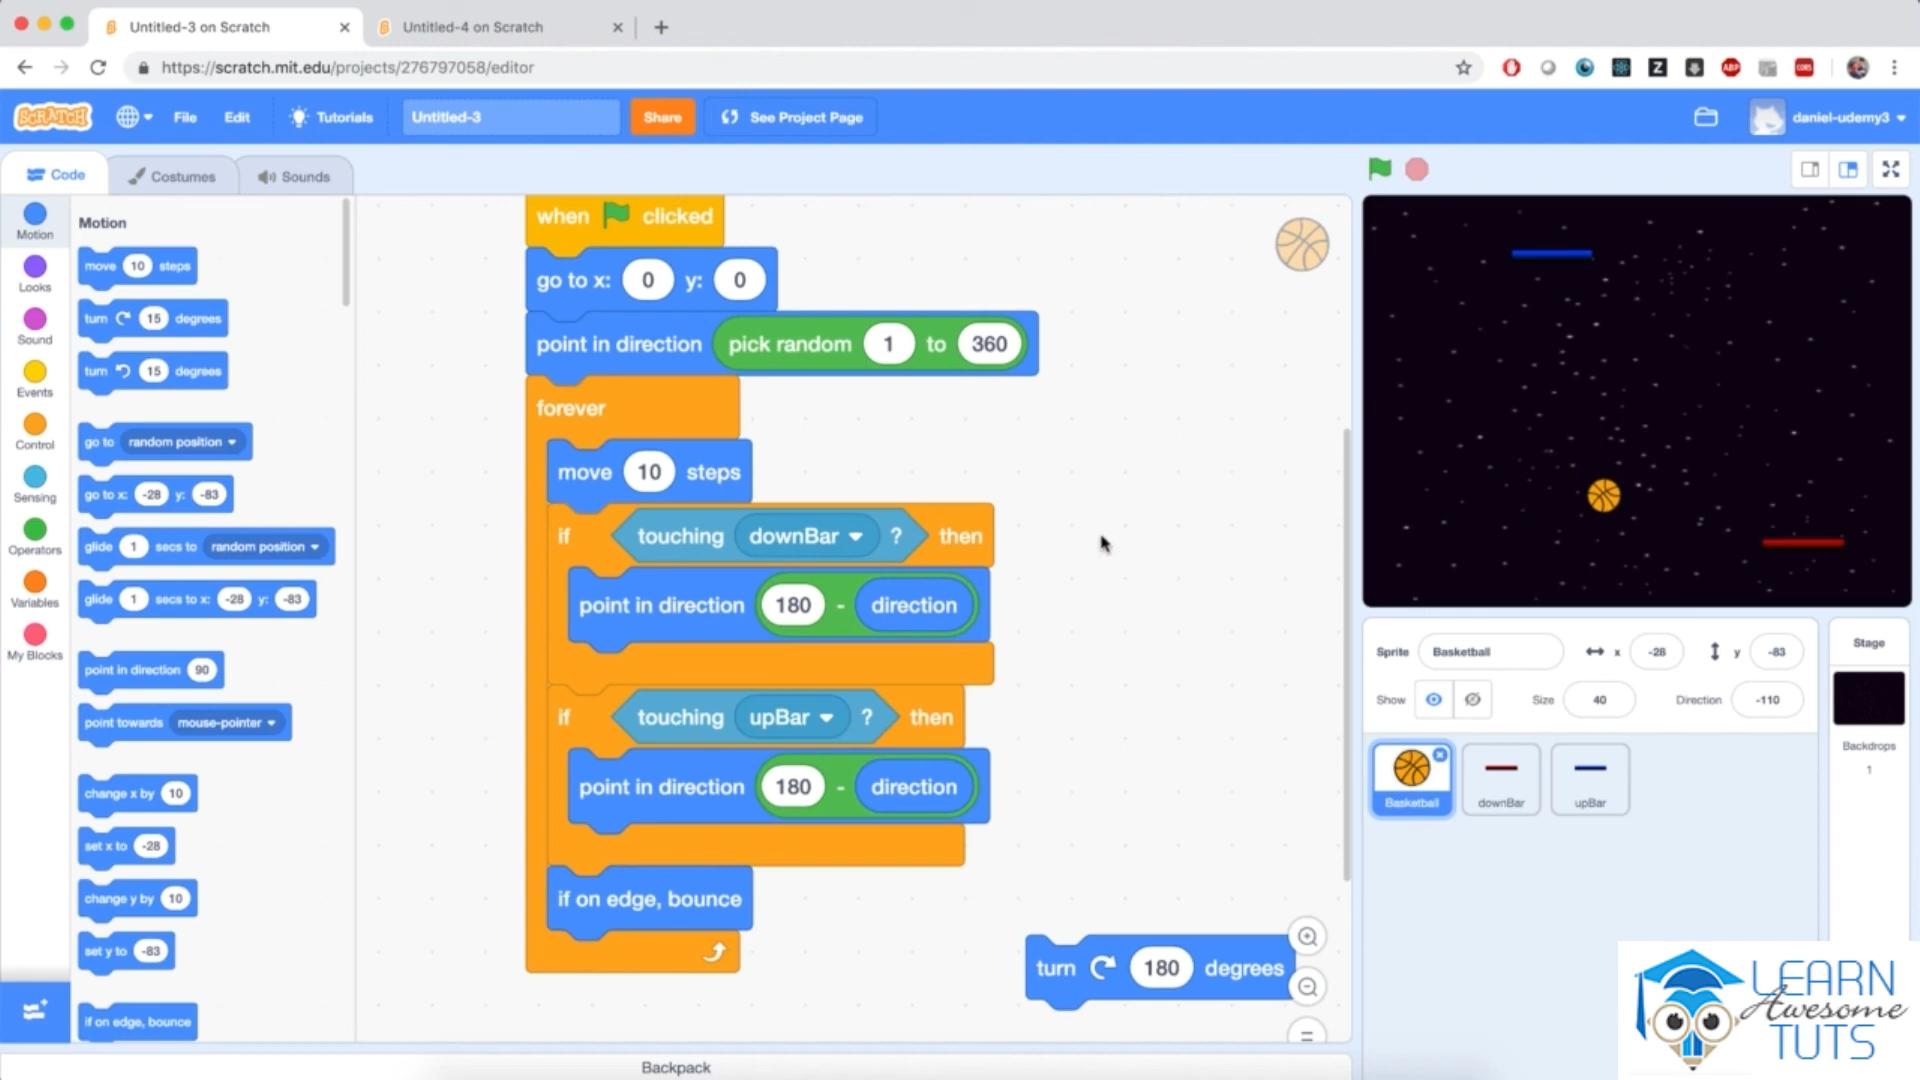 Untitled-3 on Scratch
Untitled-4 on Scratch
https://scratch.mit.edu/projects/276797058/editor
Z
ABP
CORS
SCRATCH
File
Edit
Tutorials
Untitled-3
Share
See Project Page
daniel-udemy3
Code
Costumes
Sounds
Motion
Looks
Sound
Events
Control
Sensing
Operators
Variables
My Blocks
Motion
move 10 steps
turn 15 degrees
turn 15 degrees
go to random position
go to x: -28 y: -83
glide 1 secs to random position
glide 1 secs to x: -28 y: -83
point in direction 90
point towards mouse-pointer
change x by 10
set x to -28
change y by 10
set y to -83
if on edge, bounce
when clicked
go to x: 0 y: 0
point in direction pick random 1 to 360
forever
move 10 steps
if touching downBar ? then
point in direction 180 - direction
if touching upBar ? then
point in direction 180 - direction
if on edge, bounce
turn 180 degrees
Backpack
Sprite Basketball x -28 y -83
Show Size 40 Direction -110
Basketball
downBar
upBar
Stage
Backdrops
1
LEARN
Awesome
TUTS